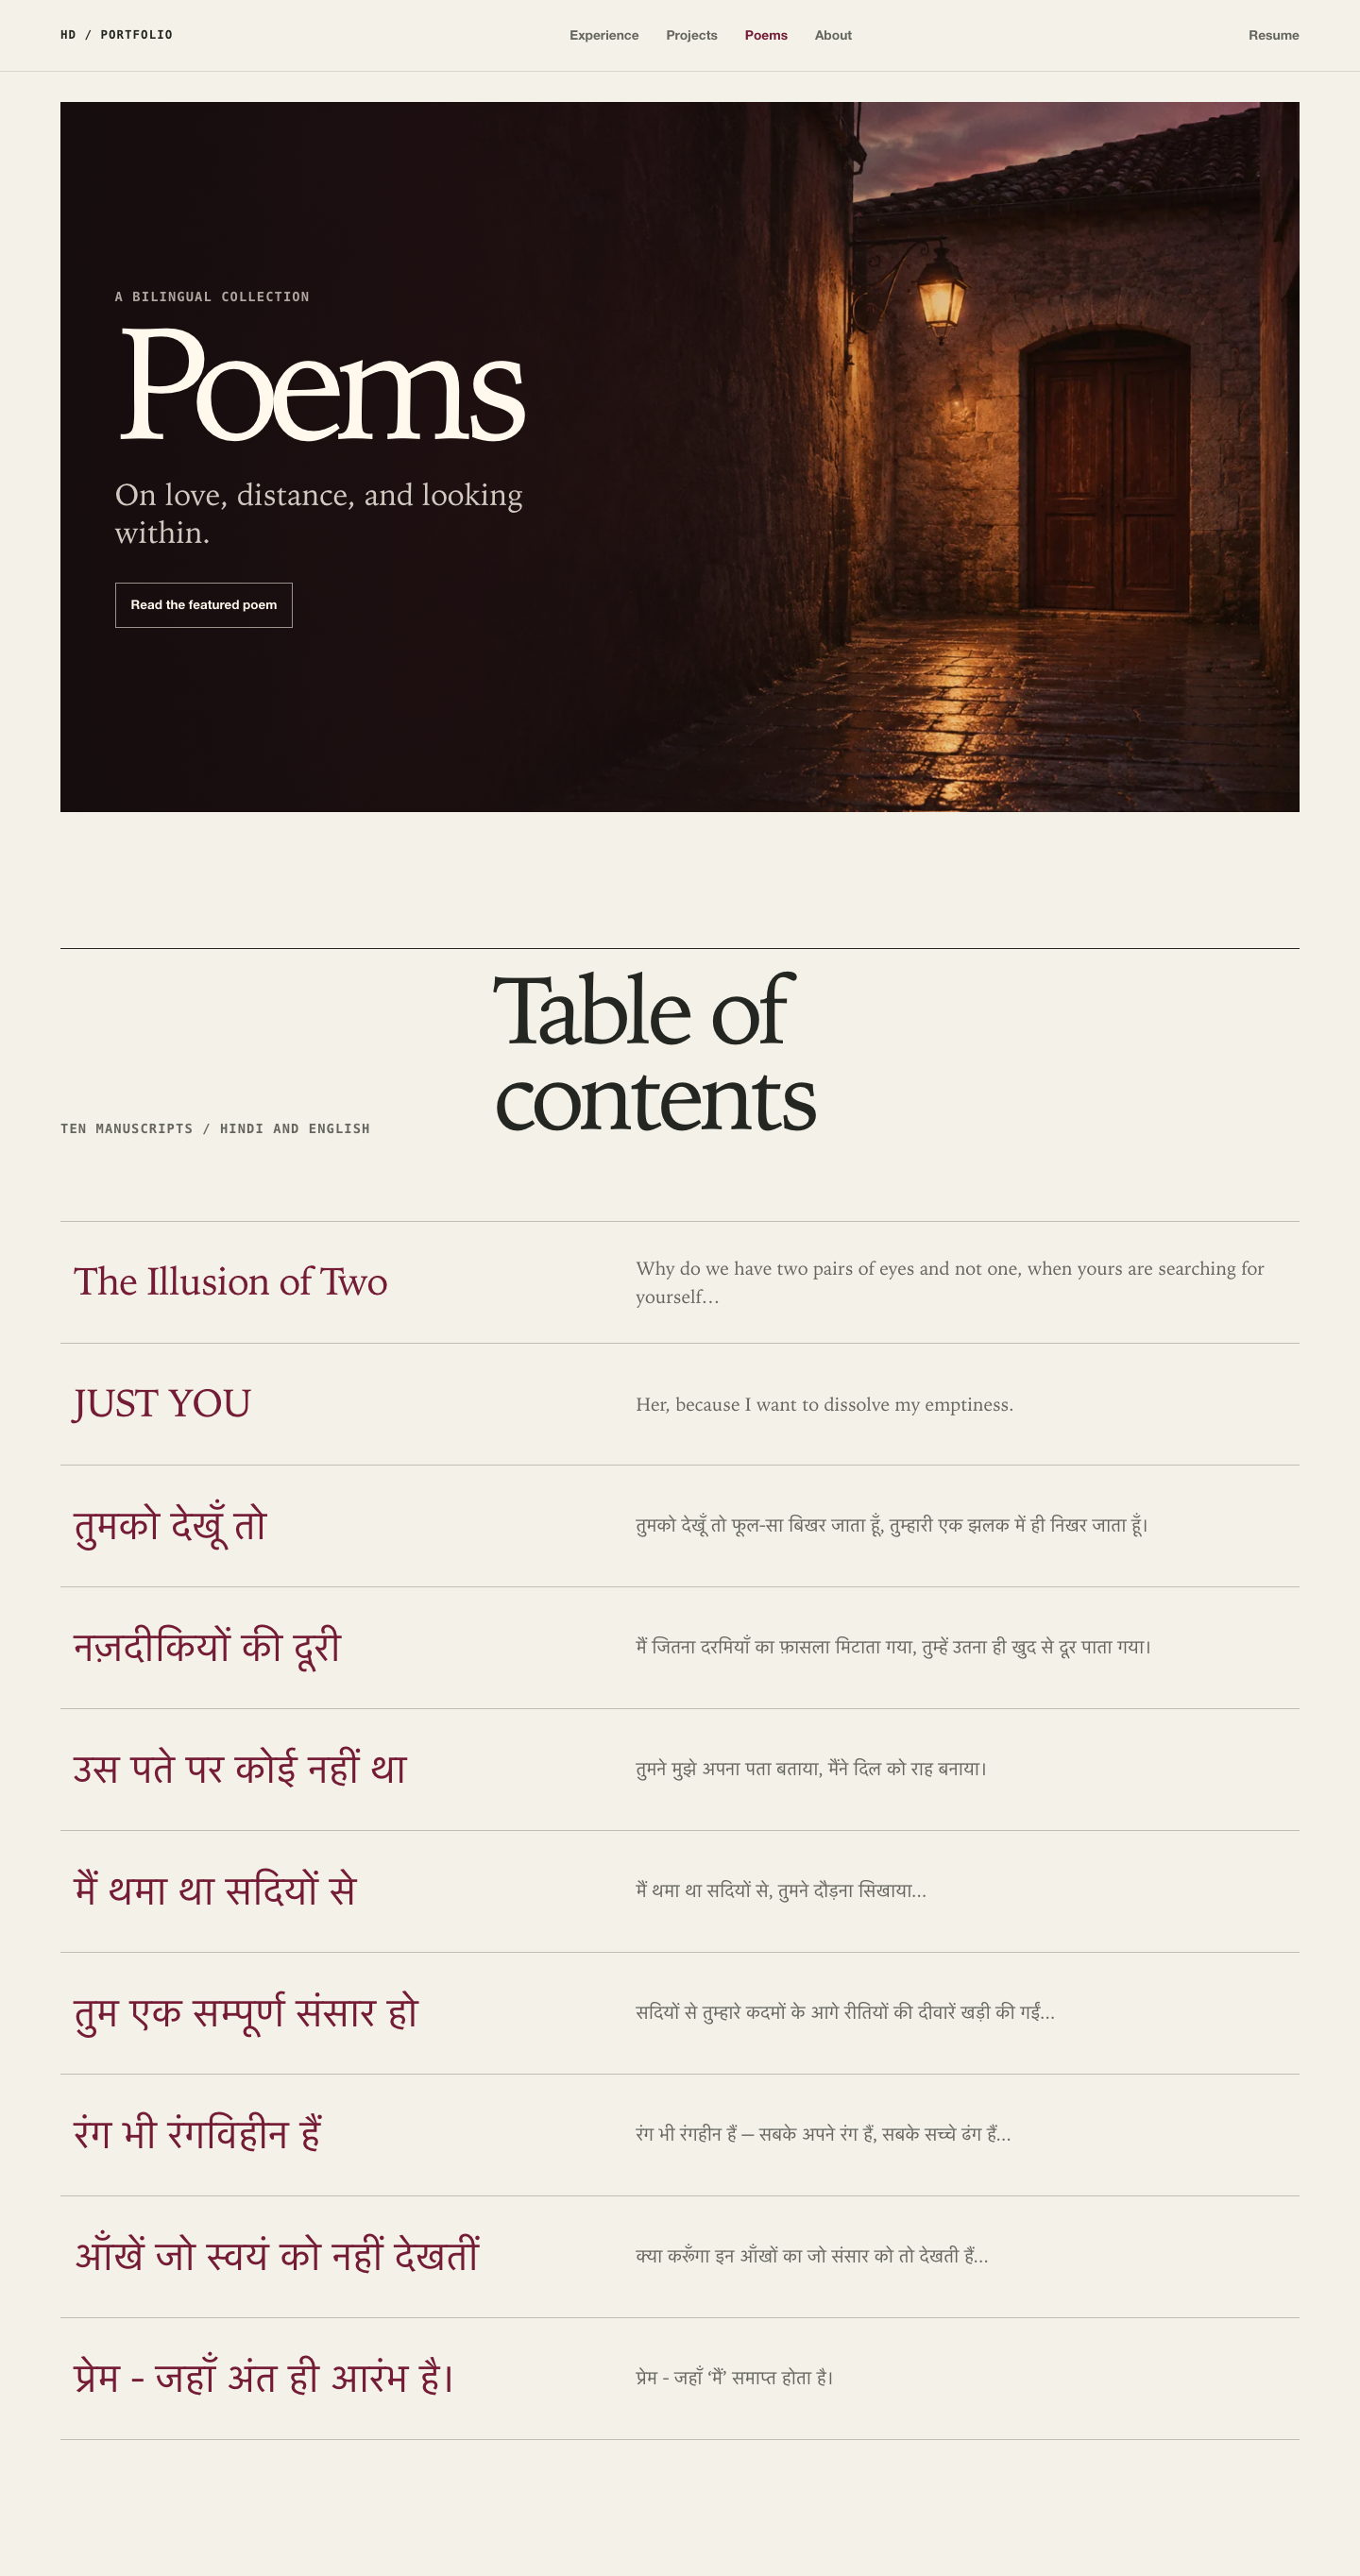 HD / PORTFOLIO
Experience
Projects
Poems
About
Resume
A BILINGUAL COLLECTION
Poems
On love, distance, and looking
within.
Read the featured poem
Table of
contents
TEN MANUSCRIPTS / HINDI AND ENGLISH
The Illusion of Two
Why do we have two pairs of eyes and not one, when yours are searching for
yourself…
JUST YOU
Her, because I want to dissolve my emptiness.
तुमको देखूँ तो
तुमको देखूँ तो फूल-सा बिखर जाता हूँ, तुम्हारी एक झलक में ही निखर जाता हूँ।
नज़दीकियों की दूरी
मैं जितना दरमियाँ का फ़ासला मिटाता गया, तुम्हें उतना ही खुद से दूर पाता गया।
उस पते पर कोई नहीं था
तुमने मुझे अपना पता बताया, मैंने दिल को राह बनाया।
मैं थमा था सदियों से
मैं थमा था सदियों से, तुमने दौड़ना सिखाया…
तुम एक सम्पूर्ण संसार हो
सदियों से तुम्हारे कदमों के आगे रीतियों की दीवारें खड़ी की गईं…
रंग भी रंगविहीन हैं
रंग भी रंगहीन हैं — सबके अपने रंग हैं, सबके सच्चे ढंग हैं…
आँखें जो स्वयं को नहीं देखतीं
क्या करूँगा इन आँखों का जो संसार को तो देखती हैं…
प्रेम - जहाँ अंत ही आरंभ है।
प्रेम - जहाँ ‘मैं’ समाप्त होता है।